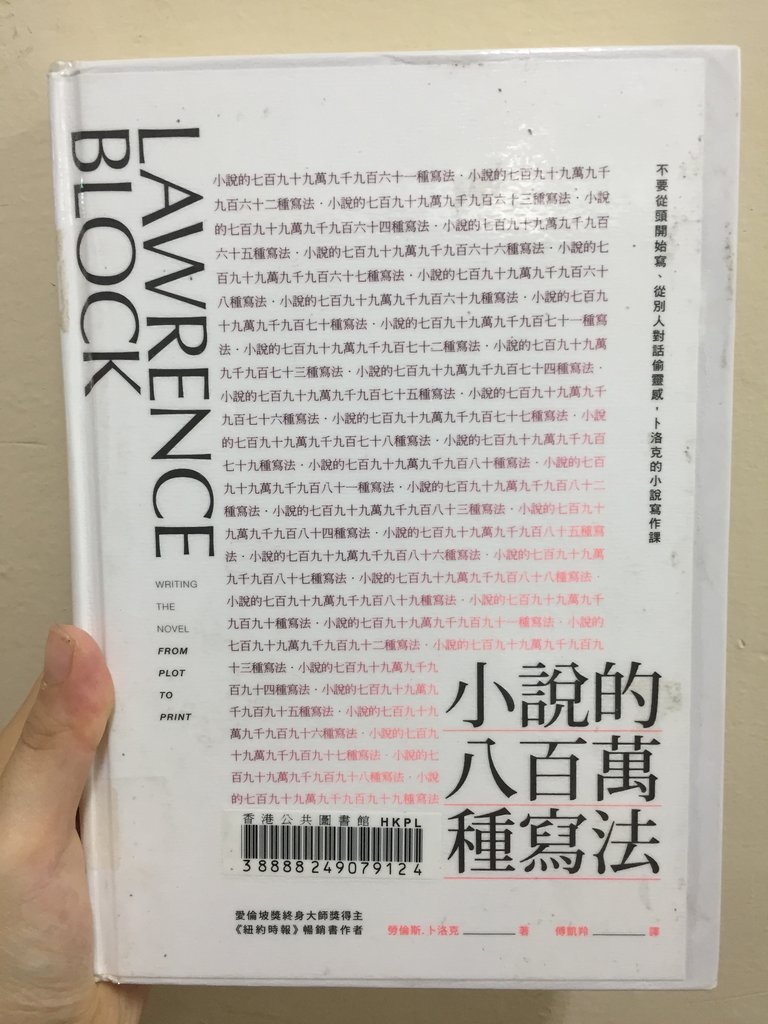 LAWRENCE
BLOCK
WRITING
THE
NOVEL
FROM
PLOT
TO
PRINT
小說的七百九十九萬九千九百六十一種寫法·小說的七百九十九萬九千
九百六十二種寫法·小說的七百九十九萬九千九百六十三種寫法·小說
的七百九十九萬九千九百六十四種寫法·小說的七百九十九萬九千九百
六十五種寫法·小說的七百九十九萬九千九百六十六種寫法·小說的七
百九十九萬九千九百六十七種寫法·小說的七百九十九萬九千九百六十
八種寫法·小說的七百九十九萬九千九百六十九種寫法·小說的七百九
十九萬九千九百七十種寫法·小說的七百九十九萬九千九百七十一種寫
法·小說的七百九十九萬九千九百七十二種寫法·小說的七百九十九萬
九千九百七十三種寫法·小說的七百九十九萬九千九百七十四種寫法·
小說的七百九十九萬九千九百七十五種寫法·小說的七百九十九萬九千
九百七十六種寫法·小說的七百九十九萬九千九百七十七種寫法·小說
的七百九十九萬九千九百七十八種寫法·小說的七百九十九萬九千九百
七十九種寫法·小說的七百九十九萬九千九百八十種寫法·小說的七百
九十九萬九千九百八十一種寫法·小說的七百九十九萬九千九百八十二
種寫法·小說的七百九十九萬九千九百八十三種寫法·小說的七百九十
九萬九千九百八十四種寫法·小說的七百九十九萬九千九百八十五種寫
法·小說的七百九十九萬九千九百八十六種寫法·小說的七百九十九萬
九千九百八十七種寫法·小說的七百九十九萬九千九百八十八種寫法·
小說的七百九十九萬九千九百八十九種寫法·小說的七百九十九萬九千
九百九十種寫法·小說的七百九十九萬九千九百九十一種寫法·小說的
七百九十九萬九千九百九十二種寫法·小說的七百九十九萬九千九百九
十三種寫法·小說的七百九十九萬九千九
百九十四種寫法·小說的七百九十九萬九
千九百九十五種寫法·小說的七百九十九
萬九千九百九十六種寫法·小說的七百九
十九萬九千九百九十七種寫法·小說的七
百九十九萬九千九百九十八種寫法·小說
的七百九十九萬九千九百九十九種寫法
不要從頭開始寫、從別人對話偷靈感，卜洛克的小說寫作課
小說的
八百萬
種寫法
香港公共圖書館 HKPL
3 8888 249079124
愛倫坡獎終身大師獎得主
《紐約時報》暢銷書作者
勞倫斯.卜洛克 著 傅凱羚 譯